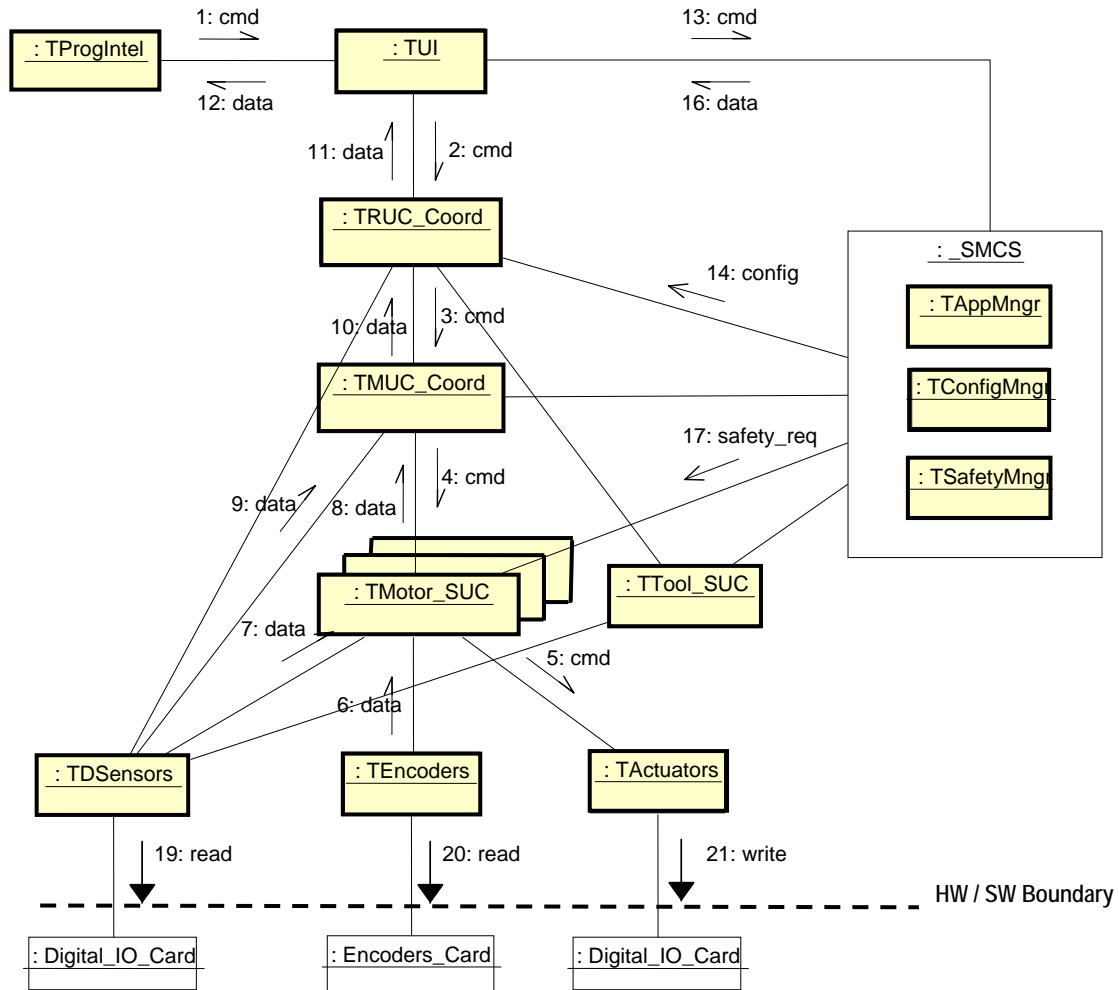 1: cmd
13: cmd
: TProgIntel
: TUI
12: data
16: data
11: data
2: cmd
: TRUC_Coord
: _SMCS
14: config
: TAppMngr
10: data
3: cmd
: TMUC_Coord
: TConfigMngr
17: safety_req
: TSafetyMngr
4: cmd
9: data
8: data
: TMotor_SUC
: TTool_SUC
7: data
5: cmd
6: data
: TDSensors
: TEncoders
: TActuators
19: read
20: read
21: write
HW / SW Boundary
: Digital_IO_Card
: Encoders_Card
: Digital_IO_Card